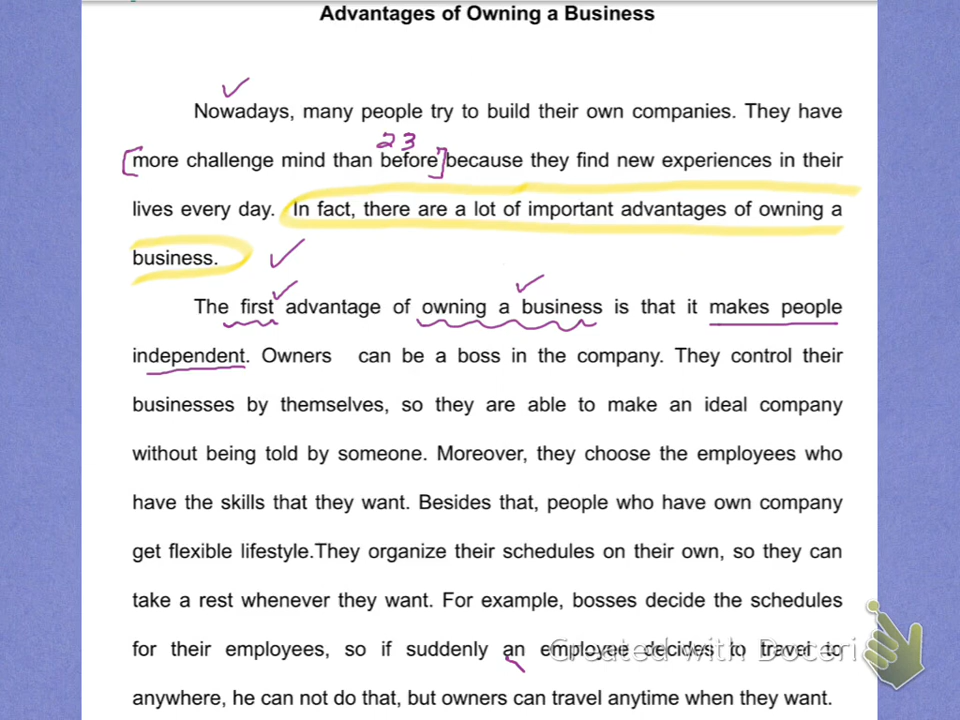 Advantages of Owning a Business
Nowadays, many people try to build their own companies. They have
23
[more challenge mind than before] because they find new experiences in their
lives every day. In fact, there are a lot of important advantages of owning a
business.
The first advantage of owning a business is that it makes people
independent. Owners can be a boss in the company. They control their
businesses by themselves, so they are able to make an ideal company
without being told by someone. Moreover, they choose the employees who
have the skills that they want. Besides that, people who have own company
get flexible lifestyle.They organize their schedules on their own, so they can
take a rest whenever they want. For example, bosses decide the schedules
for their employees, so if suddenly an employee decides to travel to
Created with Doceri
anywhere, he can not do that, but owners can travel anytime when they want.